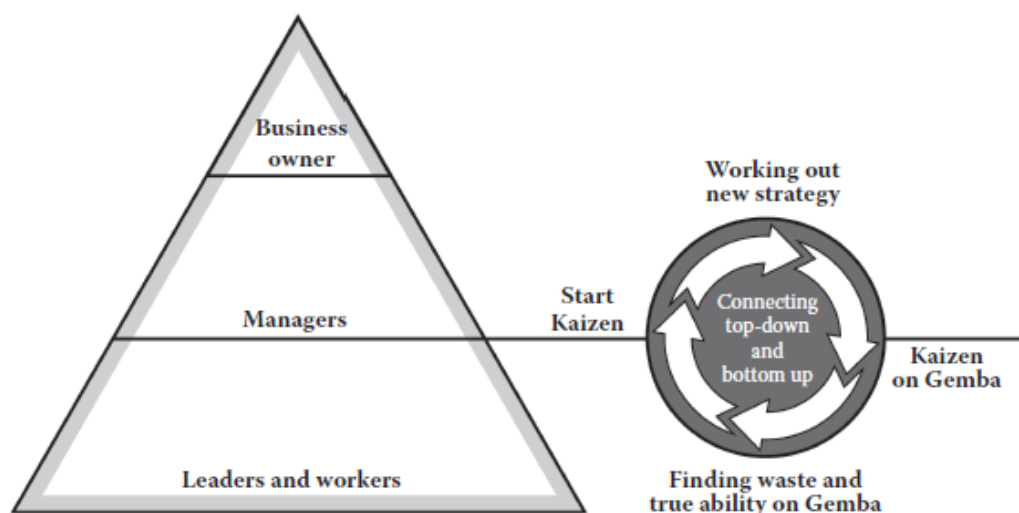 Business
owner
Managers
Leaders and workers
Start
Kaizen
Working out
new strategy
Connecting
top-down
and
bottom up
Kaizen
on Gemba
Finding waste and
true ability on Gemba